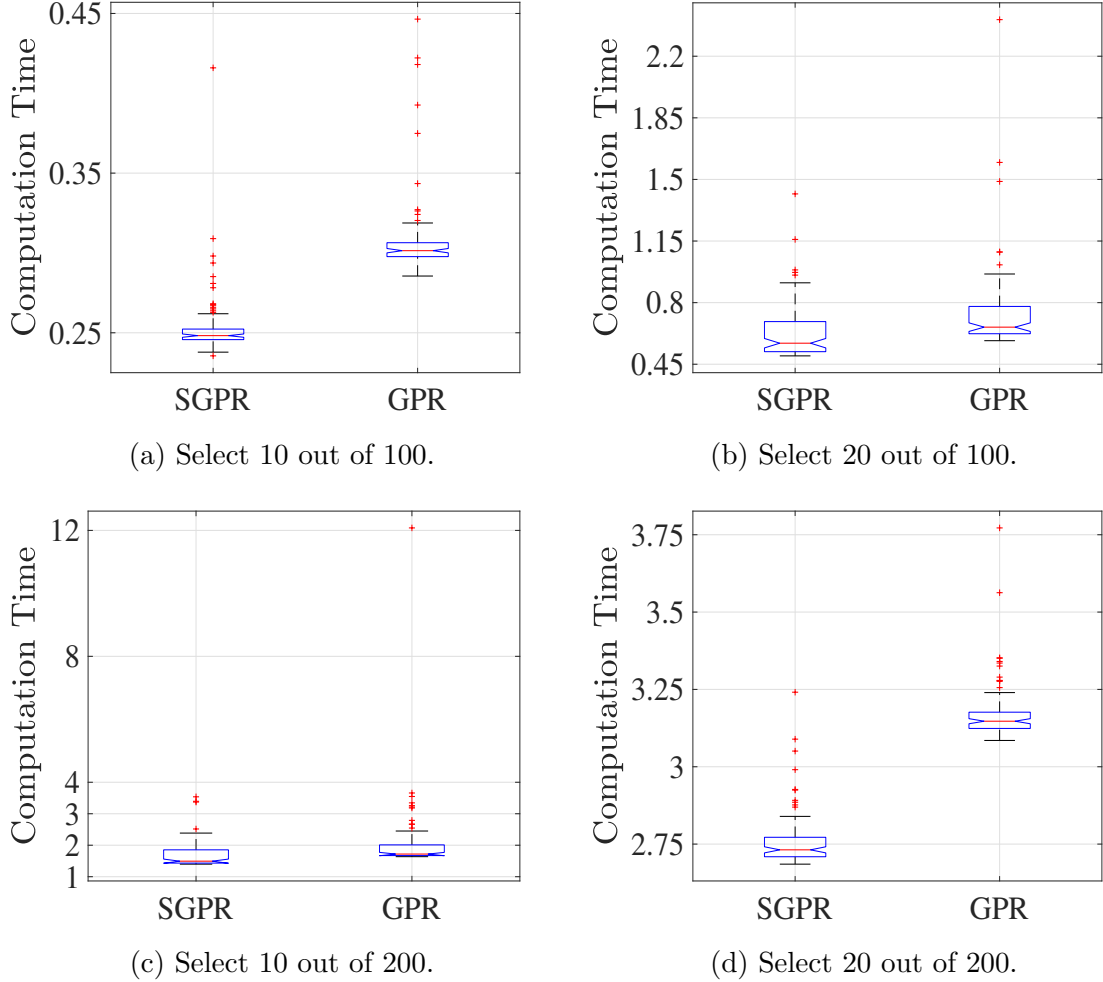 Computation Time
0.45
0.35
0.25
SGPR GPR
(a) Select 10 out of 100.
Computation Time
2.2
1.85
1.5
1.15
0.8
0.45
SGPR GPR
(b) Select 20 out of 100.
Computation Time
12
8
4
3
2
1
SGPR GPR
(c) Select 10 out of 200.
Computation Time
3.75
3.5
3.25
3
2.75
SGPR GPR
(d) Select 20 out of 200.